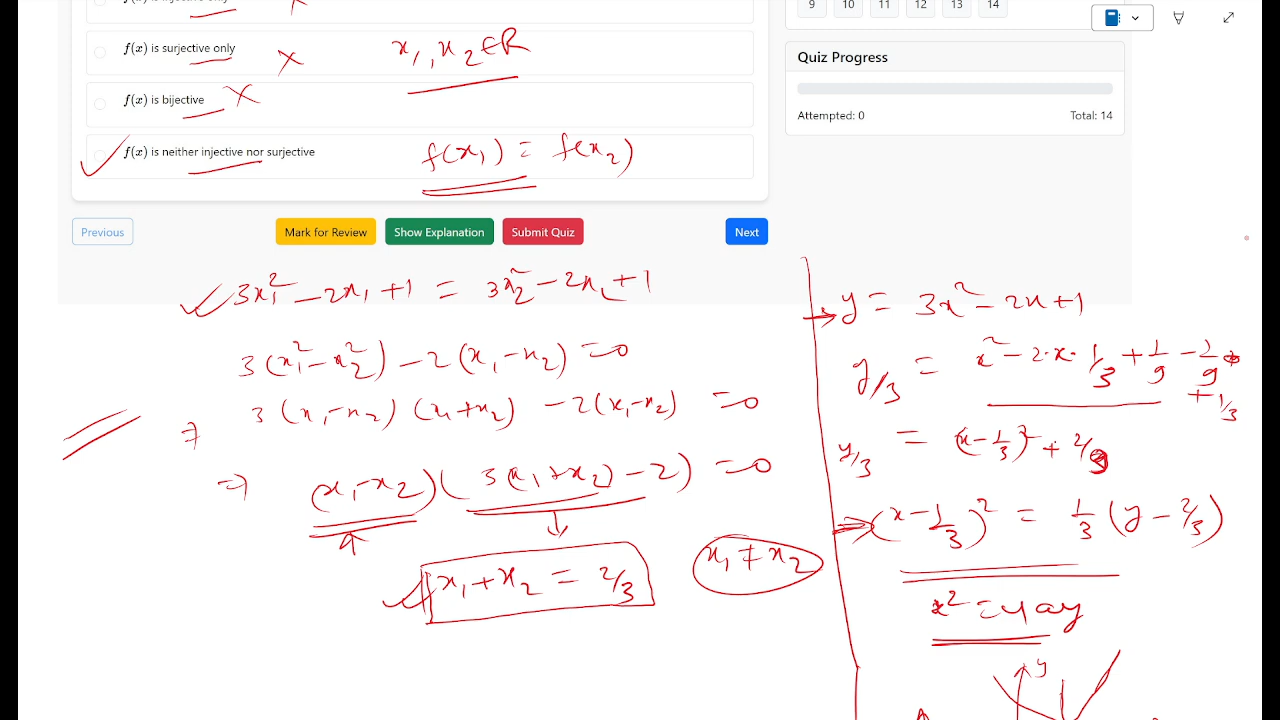 9 10 11 12 13 14
f(x) is surjective only ×
x₁, x₂ ∈ R
f(x) is bijective ×
f(x) is neither injective nor surjective
f(x₁) = f(x₂)
Quiz Progress
Attempted: 0 Total: 14
Previous Mark for Review Show Explanation Submit Quiz Next
3x₁² - 2x₁ + 1 = 3x₂² - 2x₂ + 1
3(x₁² - x₂²) - 2(x₁ - x₂) = 0
⇒ 3(x₁ - x₂)(x₁ + x₂) - 2(x₁ - x₂) = 0
⇒ (x₁ - x₂)(3(x₁ + x₂) - 2) = 0
x₁ + x₂ = 2/3
x₁ ≠ x₂
→ y = 3x² - 2x + 1
y/3 = x² - 2·x·1/3 + 1/9 - 1/9 + 1/3
y/3 = (x - 1/3)² + 2/9
⇒ (x - 1/3)² = 1/3 (y - 2/3)
x² = 4ay
y